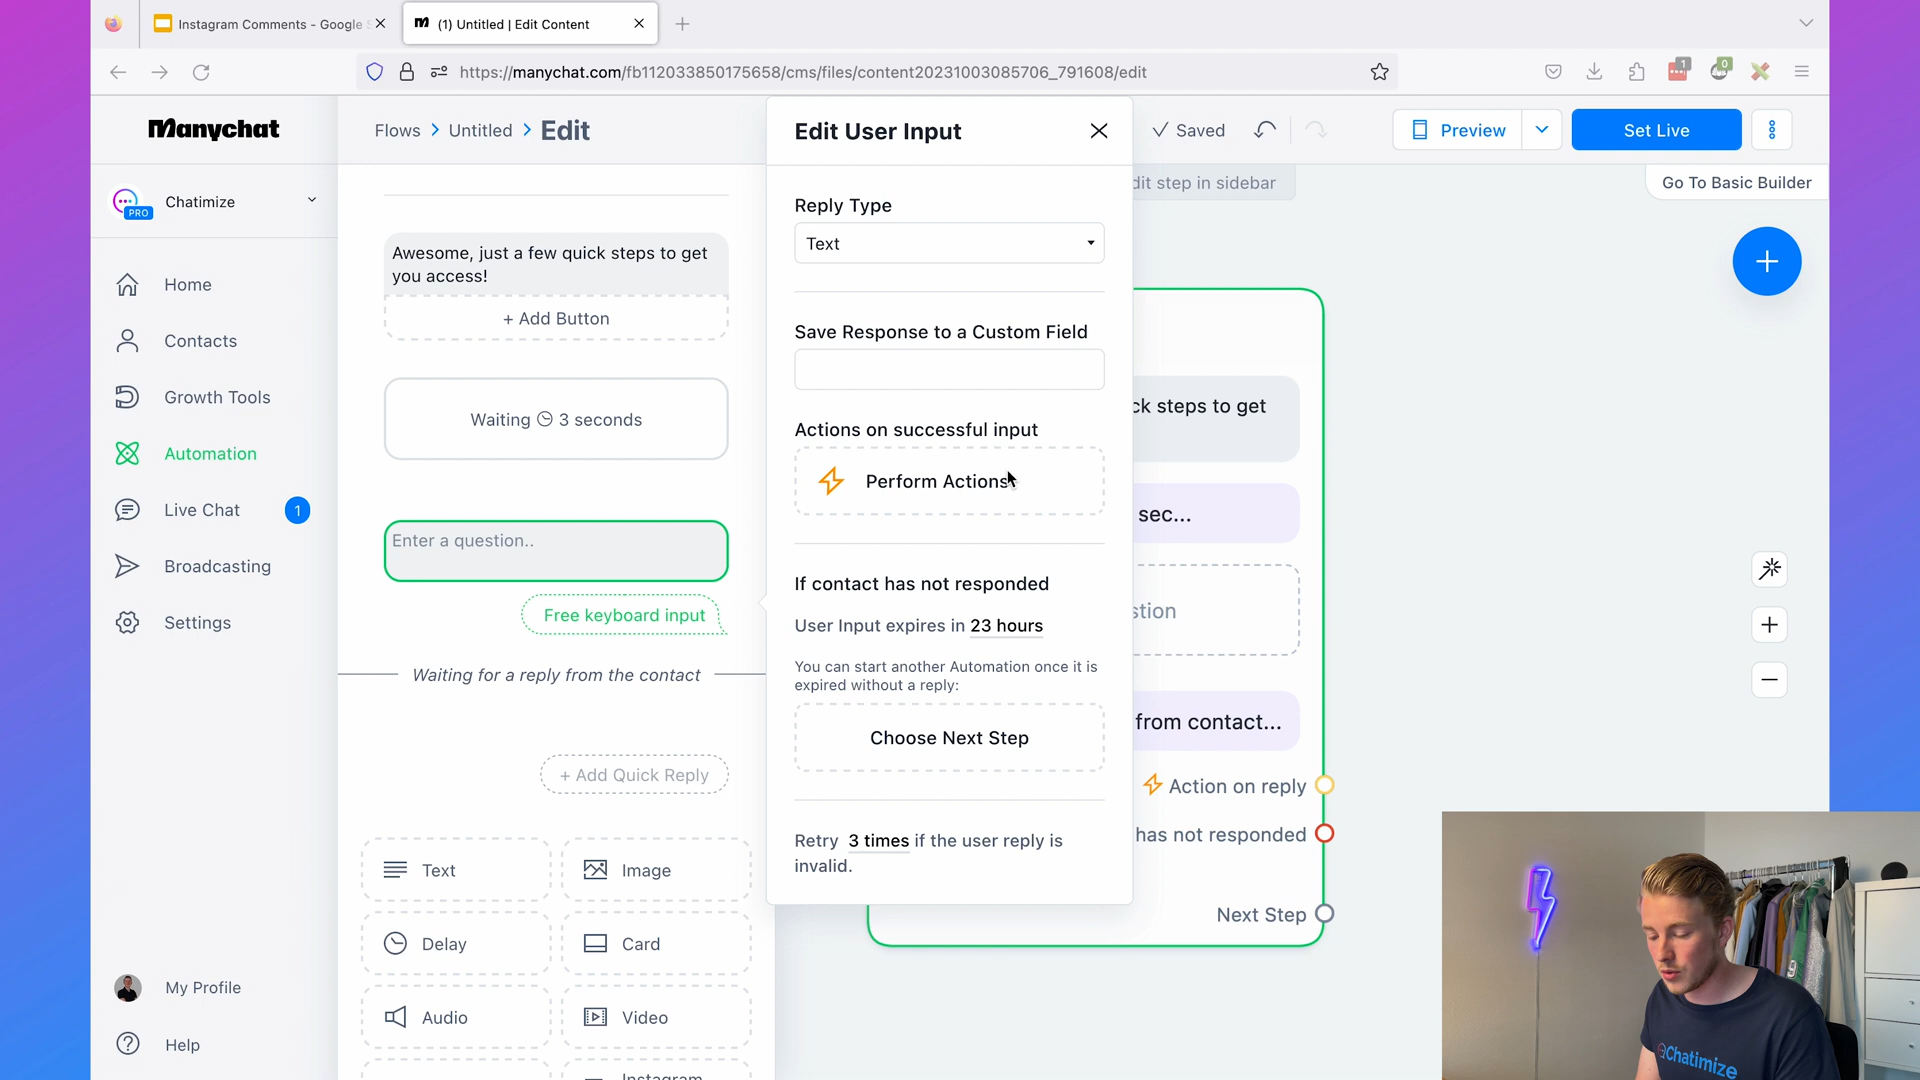 Instagram Comments - Google S
(1) Untitled | Edit Content
https://manychat.com/fb112033850175658/cms/files/content20231003085706_791608/edit
1
0
Manychat
Flows
Untitled
Edit
Edit User Input
Saved
Preview
Set Live
dit step in sidebar
Go To Basic Builder
PRO
Chatimize
Home
Contacts
Growth Tools
Automation
Live Chat
1
Broadcasting
Settings
My Profile
Help
Awesome, just a few quick steps to get
you access!
+ Add Button
Waiting 3 seconds
Enter a question..
Free keyboard input
Waiting for a reply from the contact
+ Add Quick Reply
Text
Image
Delay
Card
Audio
Video
Instagram
Reply Type
Text
Save Response to a Custom Field
Actions on successful input
Perform Actions
If contact has not responded
User Input expires in 23 hours
You can start another Automation once it is
expired without a reply:
Choose Next Step
Retry 3 times if the user reply is
invalid.
ck steps to get
sec...
stion
from contact...
Action on reply
has not responded
Next Step
Chatimize